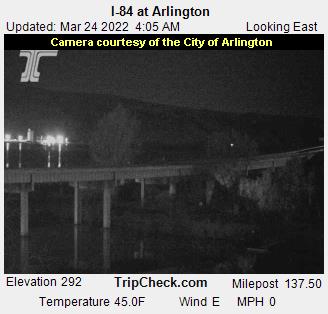 I-84 at Arlington
Updated: Mar 24 2022 4:05 AM Looking East
Camera courtesy of the City of Arlington
Elevation 292 TripCheck.com Milepost 137.50
Temperature 45.0F Wind E MPH 0